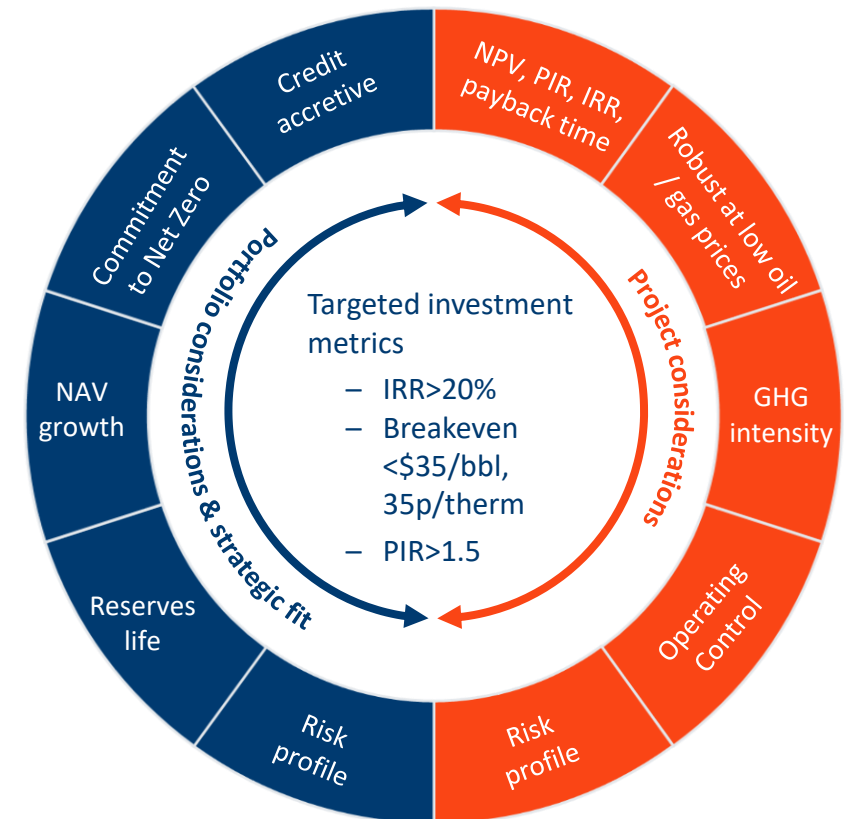 Credit
accretive
NPV, PIR, IRR,
payback time
Commitment
to Net Zero
Robust at low oil
/ gas prices
Portfolio considerations & strategic fit
Project considerations
Targeted investment
metrics
– IRR>20%
– Breakeven
<$35/bbl,
35p/therm
– PIR>1.5
NAV
growth
GHG
intensity
Reserves
life
Operating
Control
Risk
profile
Risk
profile